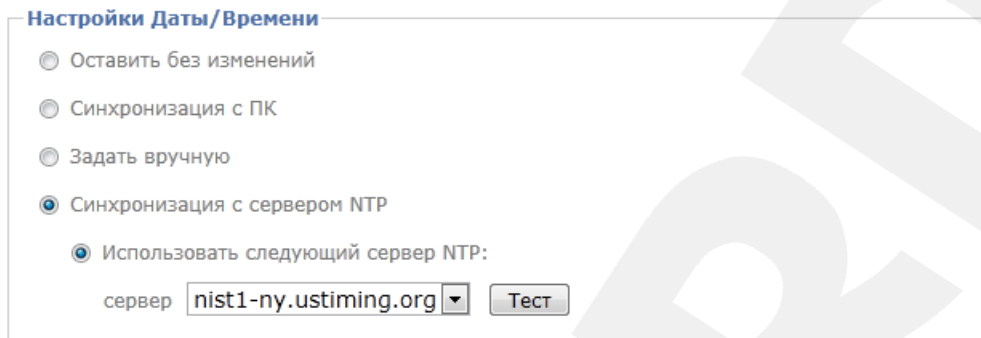 Настройки Даты/Времени
Оставить без изменений
Синхронизация с ПК
Задать вручную
Синхронизация с сервером NTP
Использовать следующий сервер NTP:
сервер nist1-ny.ustiming.org Тест